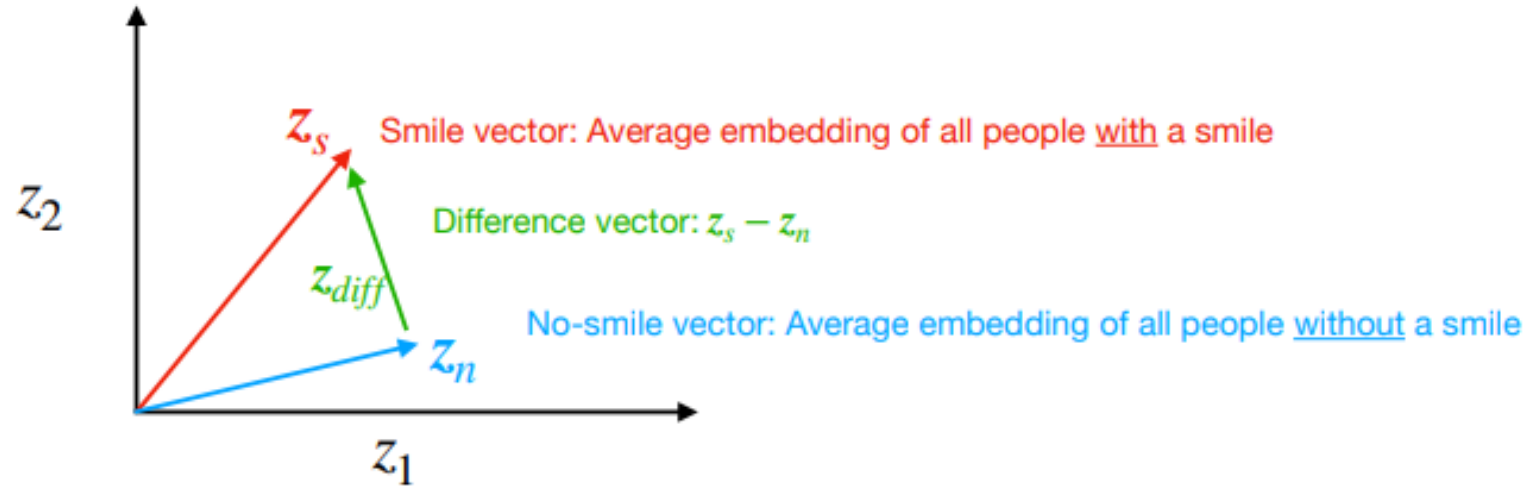 z_s Smile vector: Average embedding of all people with a smile
z_2
Difference vector: z_s − z_n
z_diff
No-smile vector: Average embedding of all people without a smile
z_n
z_1